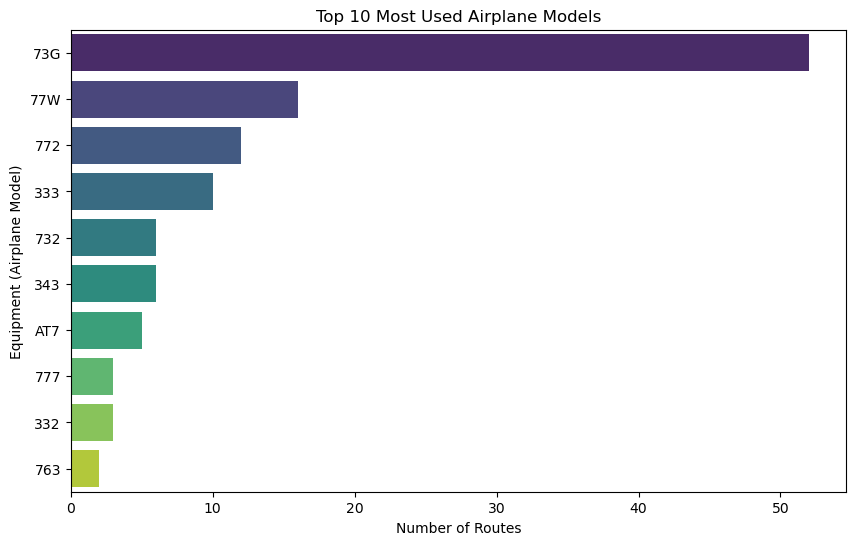 Top 10 Most Used Airplane Models
Equipment (Airplane Model)
73G
77W
772
333
732
343
AT7
777
332
763
0 10 20 30 40 50
Number of Routes